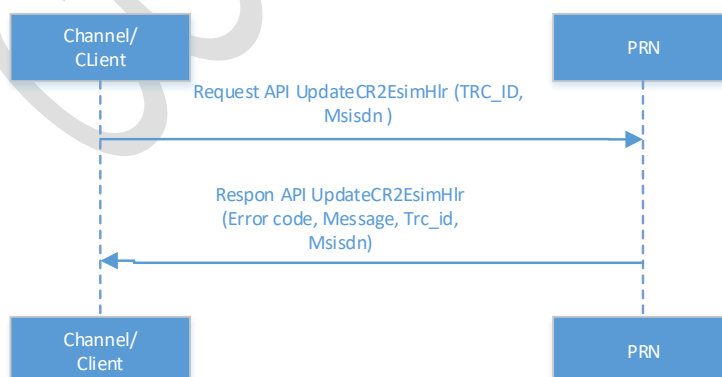 Channel/
CLient
PRN
Request API UpdateCR2EsimHlr (TRC_ID,
Msisdn )
Respon API UpdateCR2EsimHlr
(Error code, Message, Trc_id,
Msisdn)
Channel/
Client
PRN